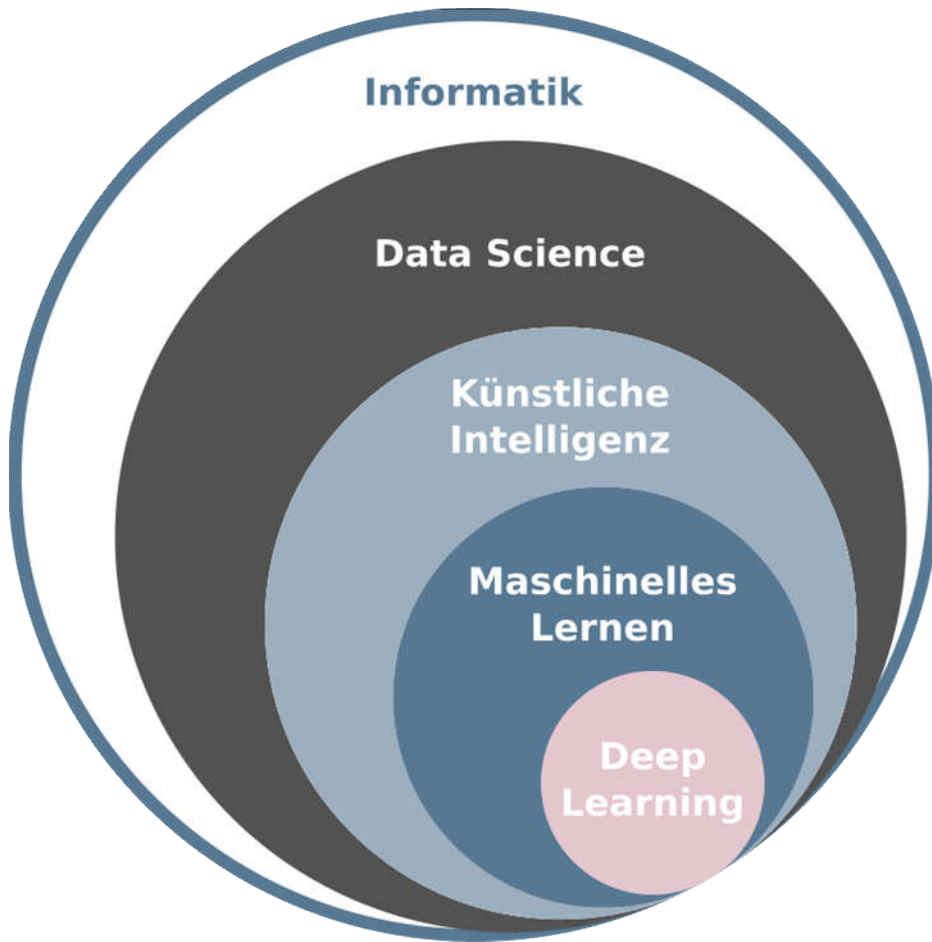 Informatik
Data Science
Künstliche
Intelligenz
Maschinelles
Lernen
Deep
Learning